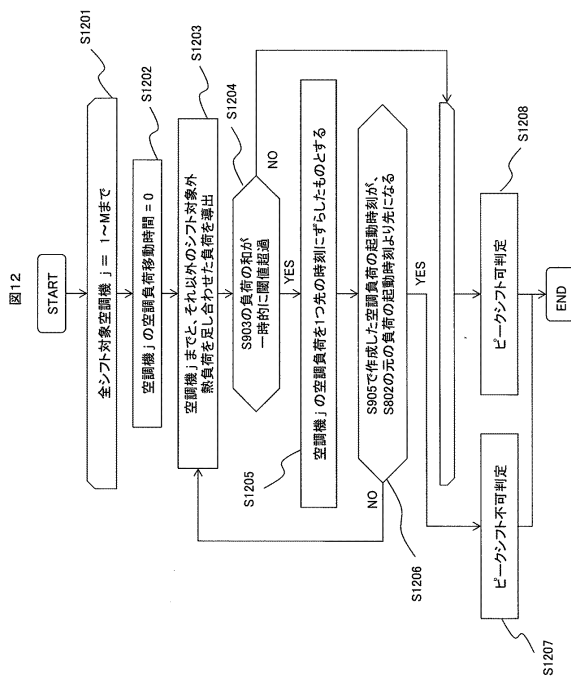 図12
START
全シフト対象空調機 j = 1~Mまで
S1201
空調機 j の空調負荷移動時間 = 0
S1202
空調機 j までと、それ以外のシフト対象外
熱負荷を足し合わせた負荷を導出
S1203
S903の負荷の和が
一時的に閾値超過
S1204
NO
YES
空調機 j の空調負荷を1つ先の時刻にずらしたものとする
S1205
S905で作成した空調負荷の起動時刻が、
S802の元の負荷の起動時刻より先になる
S1206
NO
YES
ピークシフト不可判定
S1207
ピークシフト可判定
S1208
END